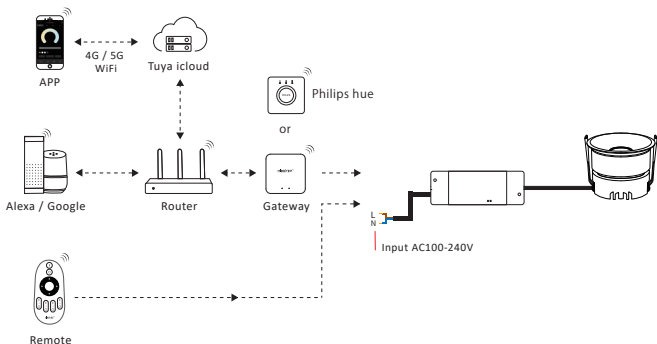 4G / 5G
WiFi
APP
Tuya icloud
Philips hue
or
Alexa / Google
Router
Gateway
L
N
Input AC100-240V
Remote